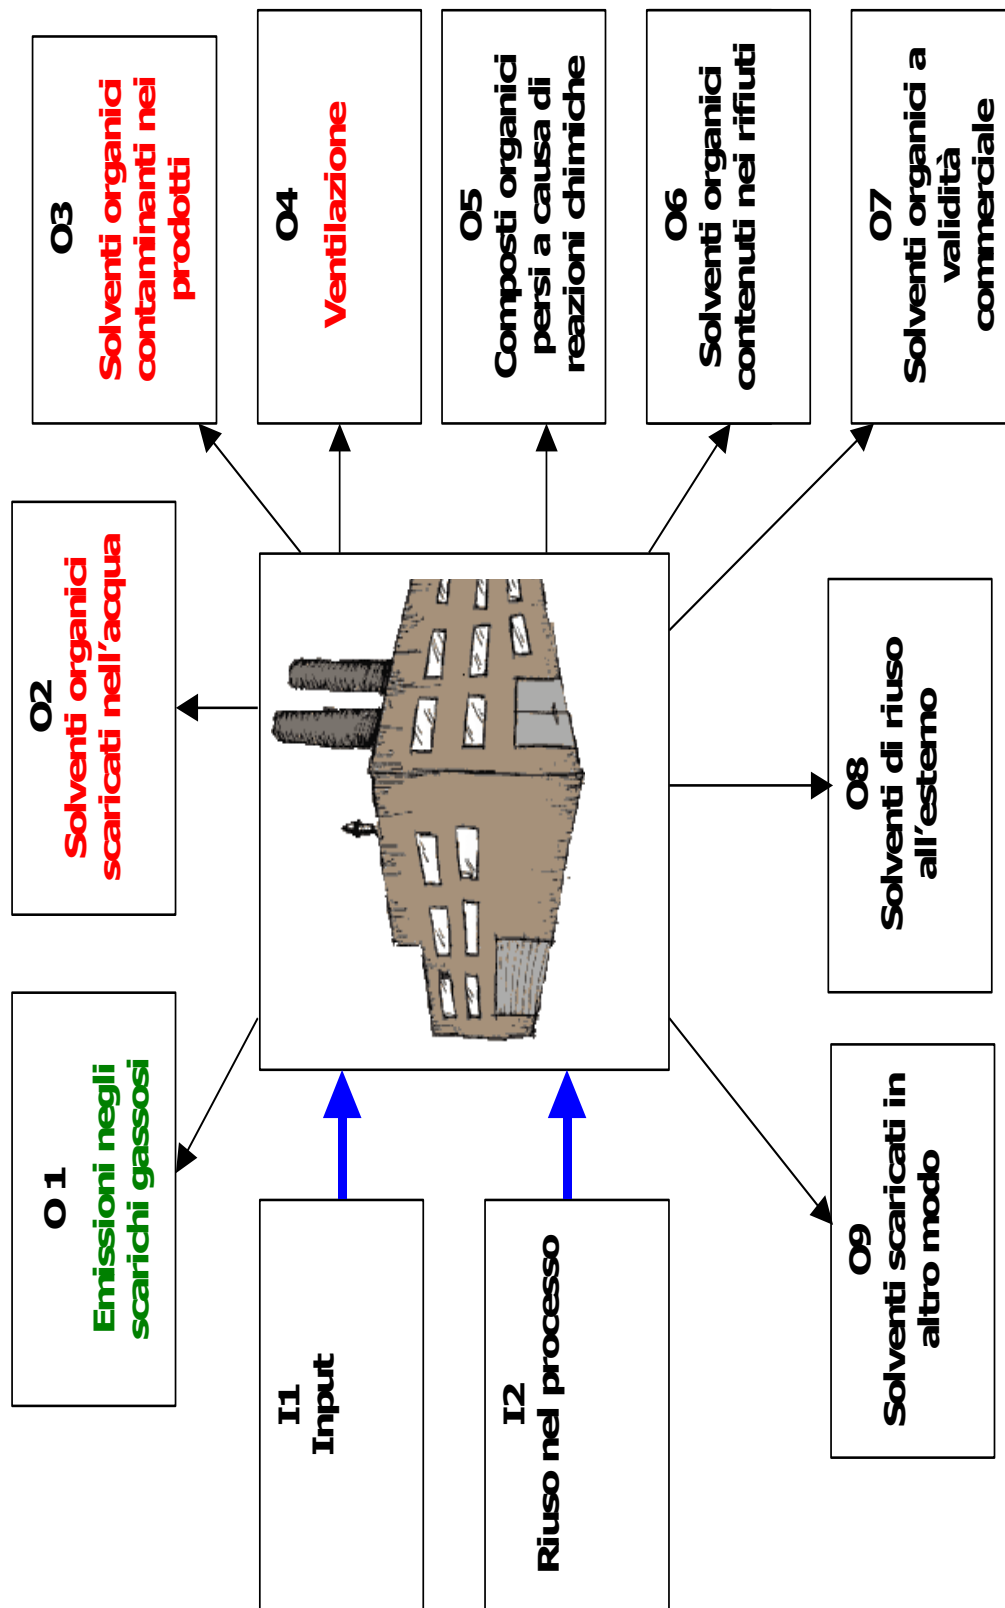 O1
Emissioni negli
scarichi gassosi
O2
Solventi organici
scaricati nell'acqua
O3
Solventi organici
contaminanti nei
prodotti
I1
Input
O4
Ventilazione
I2
Riuso nel processo
O5
Composti organici
persi a causa di
reazioni chimiche
O6
Solventi organici
contenuti nei rifiuti
O9
Solventi scaricati in
altro modo
O8
Solventi di riuso
all'esterno
O7
Solventi organici a
validità
commerciale